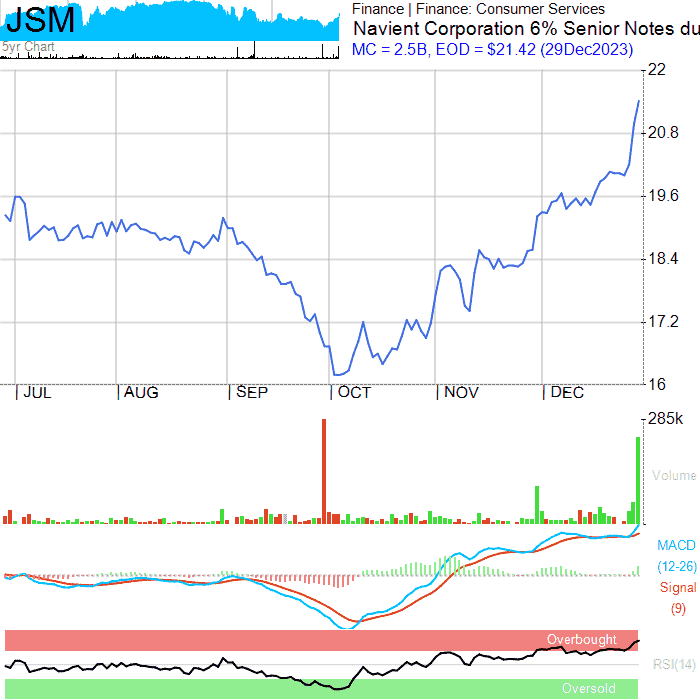 JSM
5yr Chart
Finance | Finance: Consumer Services
Navient Corporation 6% Senior Notes du
MC = 2.5B, EOD = $21.42 (29Dec2023)
22
20.8
19.6
18.4
17.2
16
JUL
AUG
SEP
OCT
NOV
DEC
285k
Volume
MACD
(12-26)
Signal
(9)
Overbought
RSI(14)
Oversold